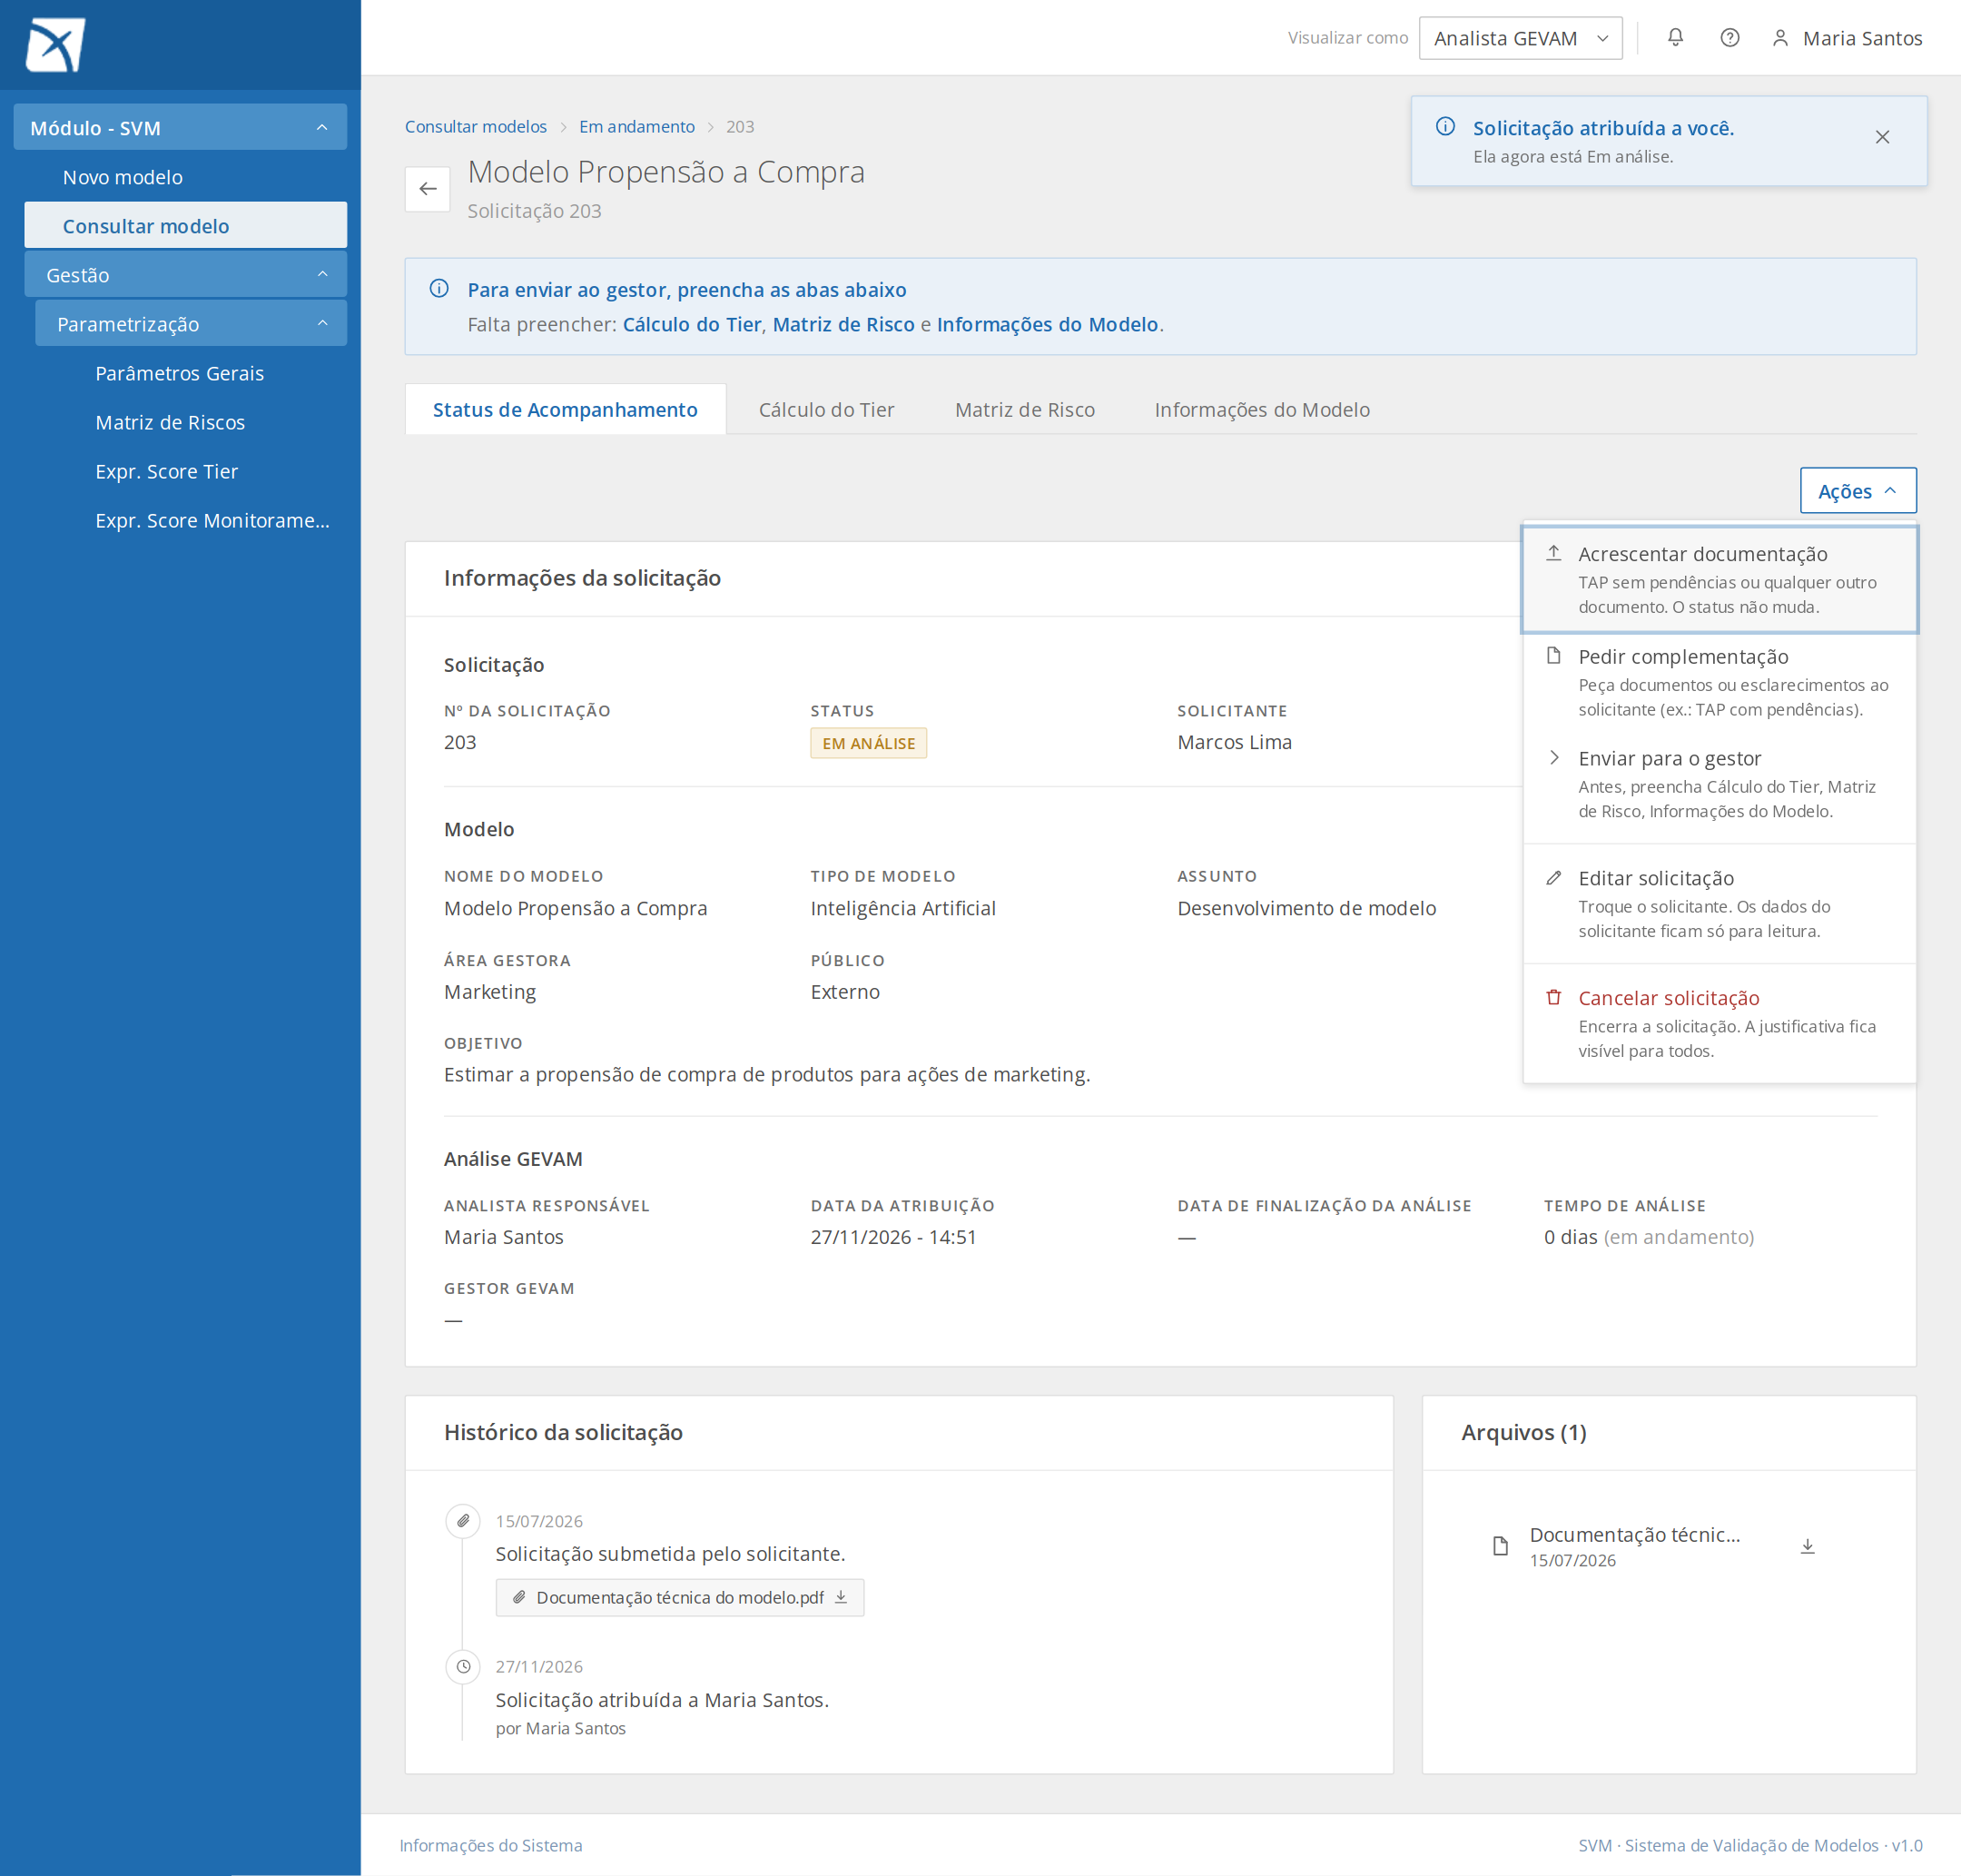 Visualizar como
Analista GEVAM
Maria Santos
Módulo - SVM
Novo modelo
Consultar modelo
Gestão
Parametrização
Parâmetros Gerais
Matriz de Riscos
Expr. Score Tier
Expr. Score Monitorame...
Consultar modelos
Em andamento
203
Modelo Propensão a Compra
Solicitação 203
Solicitação atribuída a você.
Ela agora está Em análise.
Para enviar ao gestor, preencha as abas abaixo
Falta preencher: Cálculo do Tier, Matriz de Risco e Informações do Modelo.
Status de Acompanhamento
Cálculo do Tier
Matriz de Risco
Informações do Modelo
Ações
Acrescentar documentação
TAP sem pendências ou qualquer outro
documento. O status não muda.
Pedir complementação
Peça documentos ou esclarecimentos ao
solicitante (ex.: TAP com pendências).
Enviar para o gestor
Antes, preencha Cálculo do Tier, Matriz
de Risco, Informações do Modelo.
Editar solicitação
Troque o solicitante. Os dados do
solicitante ficam só para leitura.
Cancelar solicitação
Encerra a solicitação. A justificativa fica
visível para todos.
Informações da solicitação
Solicitação
Nº DA SOLICITAÇÃO
203
STATUS
EM ANÁLISE
SOLICITANTE
Marcos Lima
Modelo
NOME DO MODELO
Modelo Propensão a Compra
TIPO DE MODELO
Inteligência Artificial
ASSUNTO
Desenvolvimento de modelo
ÁREA GESTORA
Marketing
PÚBLICO
Externo
OBJETIVO
Estimar a propensão de compra de produtos para ações de marketing.
Análise GEVAM
ANALISTA RESPONSÁVEL
Maria Santos
DATA DA ATRIBUIÇÃO
27/11/2026 - 14:51
DATA DE FINALIZAÇÃO DA ANÁLISE
—
TEMPO DE ANÁLISE
0 dias (em andamento)
GESTOR GEVAM
—
Histórico da solicitação
15/07/2026
Solicitação submetida pelo solicitante.
Documentação técnica do modelo.pdf
27/11/2026
Solicitação atribuída a Maria Santos.
por Maria Santos
Arquivos (1)
Documentação técnic...
15/07/2026
Informações do Sistema
SVM · Sistema de Validação de Modelos · v1.0